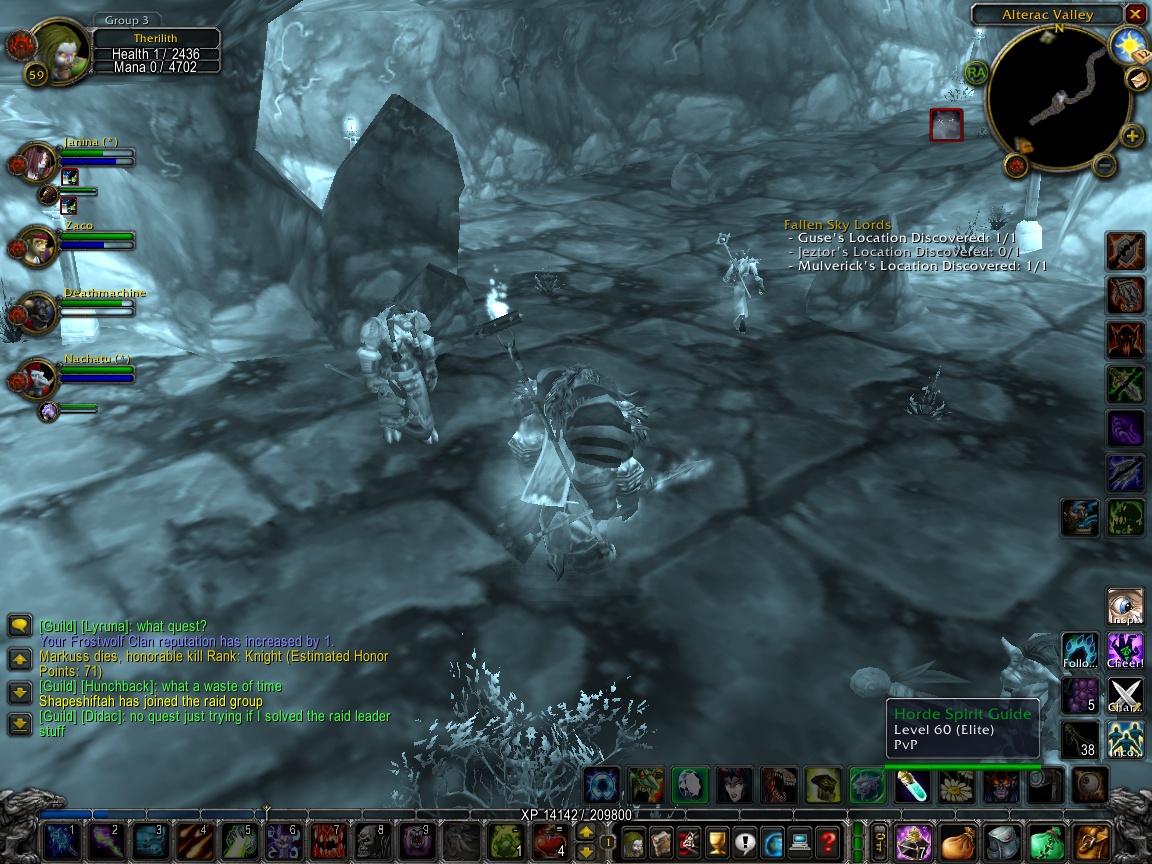 Group 3
Therilith
Health 1 / 2436
Mana 0 / 4702
59
Alterac Valley
N
RA
Janna (*)
Zaco
Deathmachine
Nachatu (*)
Fallen Sky Lords
- Guse's Location Discovered: 1/1
- Jeztor's Location Discovered: 0/1
- Mulverick's Location Discovered: 1/1
[Guild] [Lyruna]: what quest?
Your Frostwolf Clan reputation has increased by 1.
Markuss dies, honorable kill Rank: Knight (Estimated Honor
Points: 71)
[Guild] [Hunchback]: what a waste of time
Shapeshiftah has joined the raid group
[Guild] [Didac]: no quest just trying if I solved the raid leader
stuff
Inspe...
Follo...
Cheer!
5
Char...
38
Inco...
Horde Spirit Guide
Level 60 (Elite)
PvP
XP 14142 / 209800
1 2 3 4 5 6 7 8 9 - =
1 4
1
7